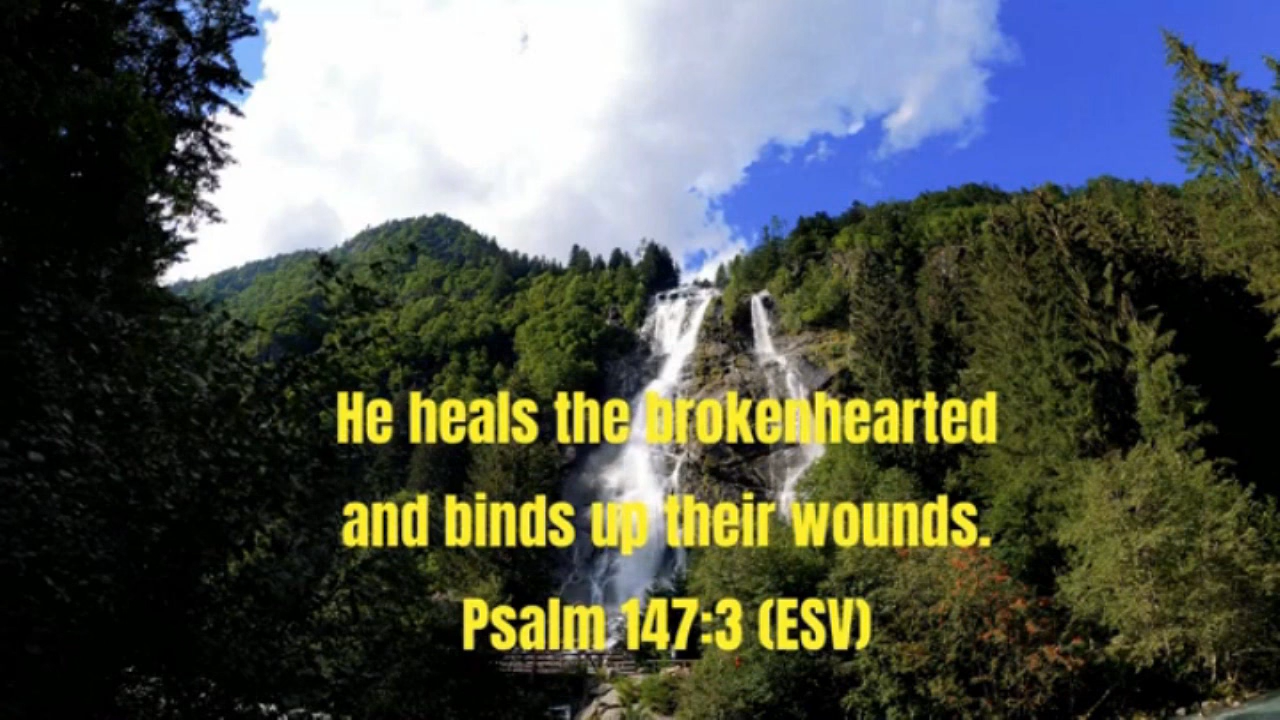 He heals the brokenhearted
and binds up their wounds.
Psalm 147:3 (ESV)